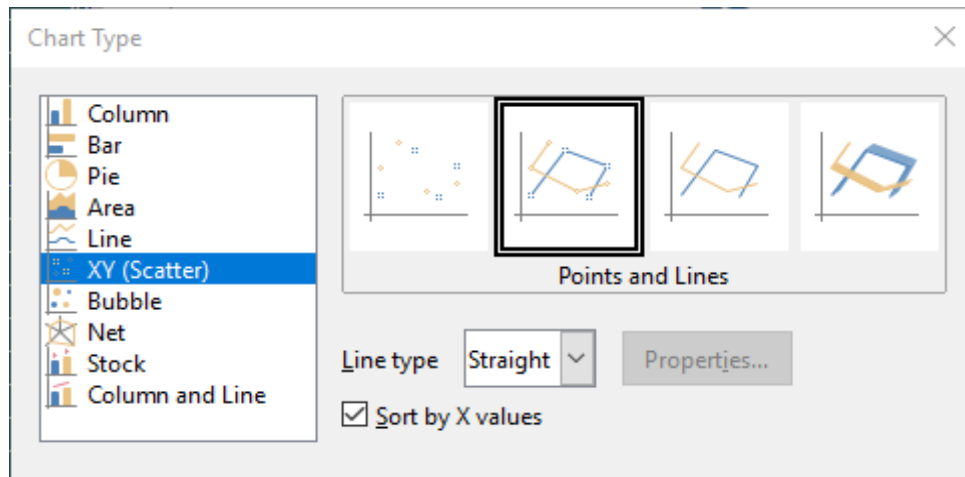 Chart Type
Column
Bar
Pie
Area
Line
XY (Scatter)
Bubble
Net
Stock
Column and Line
Points and Lines
Line type Straight Properties...
Sort by X values